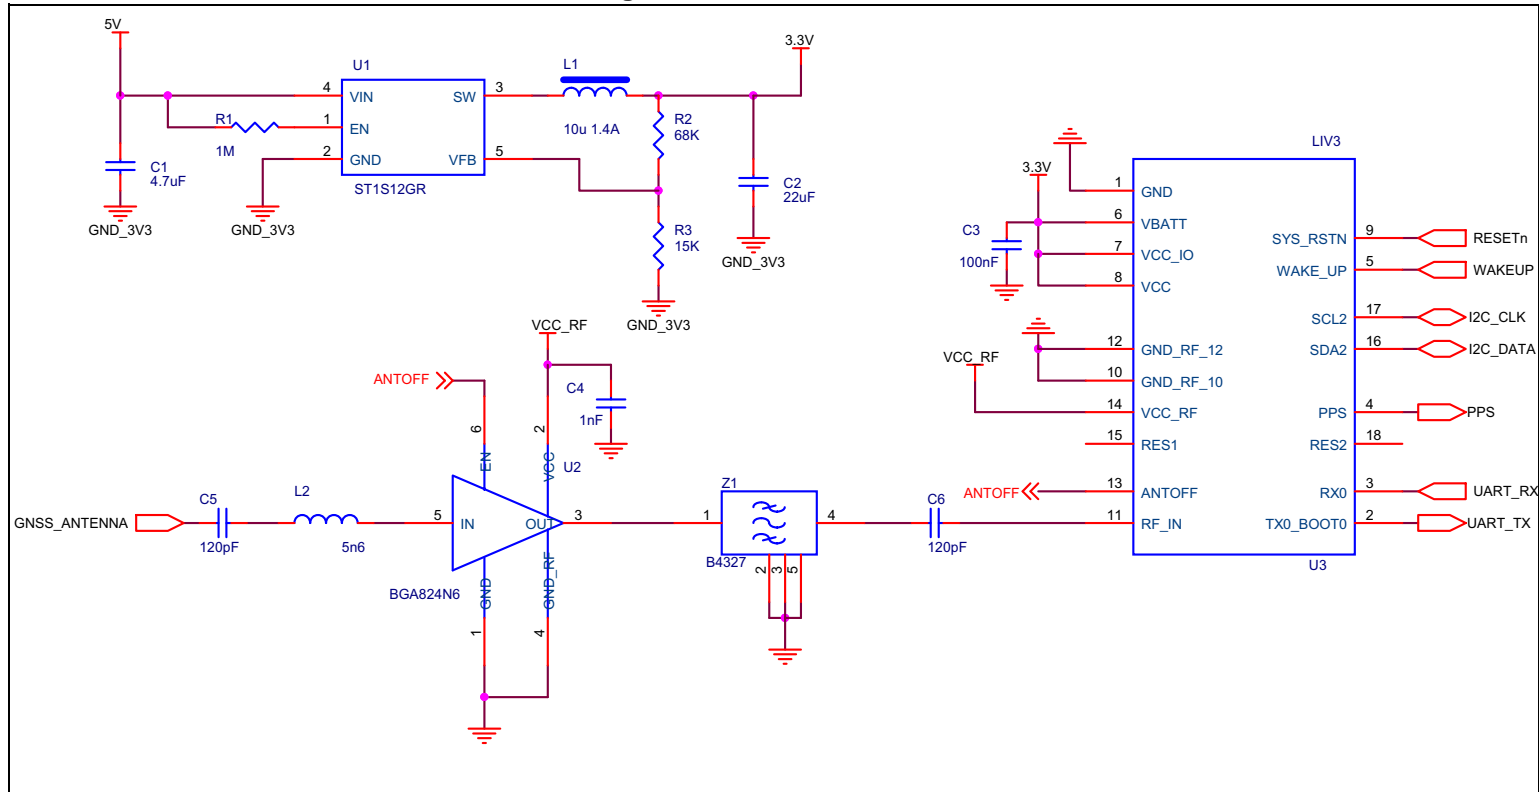 5V
3.3V
U1
L1
4
VIN
SW
3
R1
1
EN
10u 1.4A
R2
68K
1M
2
GND
VFB
5
C1
4.7uF
ST1S12GR
C2
22uF
GND_3V3
GND_3V3
R3
15K
GND_3V3
GND_3V3
LIV3
3.3V
1
GND
6
VBATT
C3
100nF
7
VCC_IO
8
VCC
SYS_RSTN
9
RESETn
WAKE_UP
5
WAKEUP
SCL2
17
I2C_CLK
12
GND_RF_12
SDA2
16
I2C_DATA
VCC_RF
10
GND_RF_10
14
VCC_RF
PPS
4
PPS
15
RES1
RES2
18
ANTOFF
13
ANTOFF
RX0
3
UART_RX
11
RF_IN
TX0_BOOT0
2
UART_TX
U3
VCC_RF
ANTOFF
C4
1nF
6
EN
2
VCC
U2
C5
L2
GNSS_ANTENNA
120pF
5n6
5
IN
OUT
3
BGA824N6
GND
GND_RF
1
4
Z1
1
4
B4327
2
3
5
C6
120pF